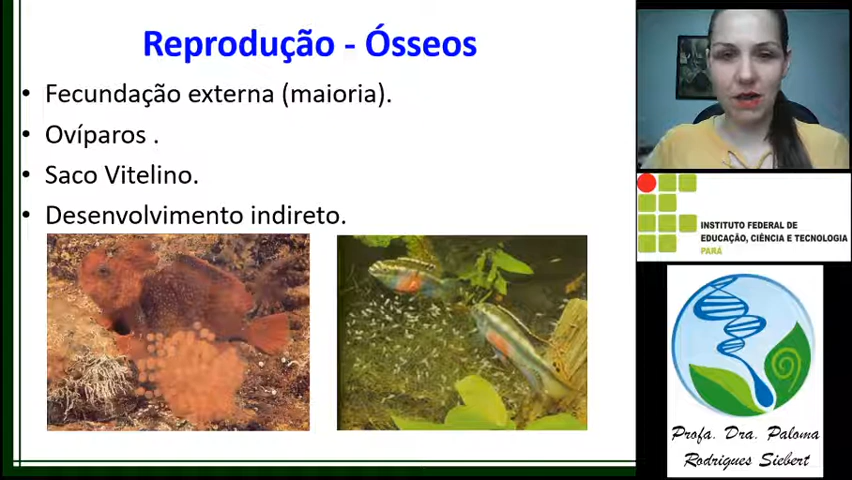 Reprodução - Ósseos
• Fecundação externa (maioria).
• Ovíparos .
• Saco Vitelino.
• Desenvolvimento indireto.
INSTITUTO FEDERAL DE
EDUCAÇÃO, CIÊNCIA E TECNOLOGIA
PARÁ
Profa. Dra. Paloma
Rodrigues Siebert